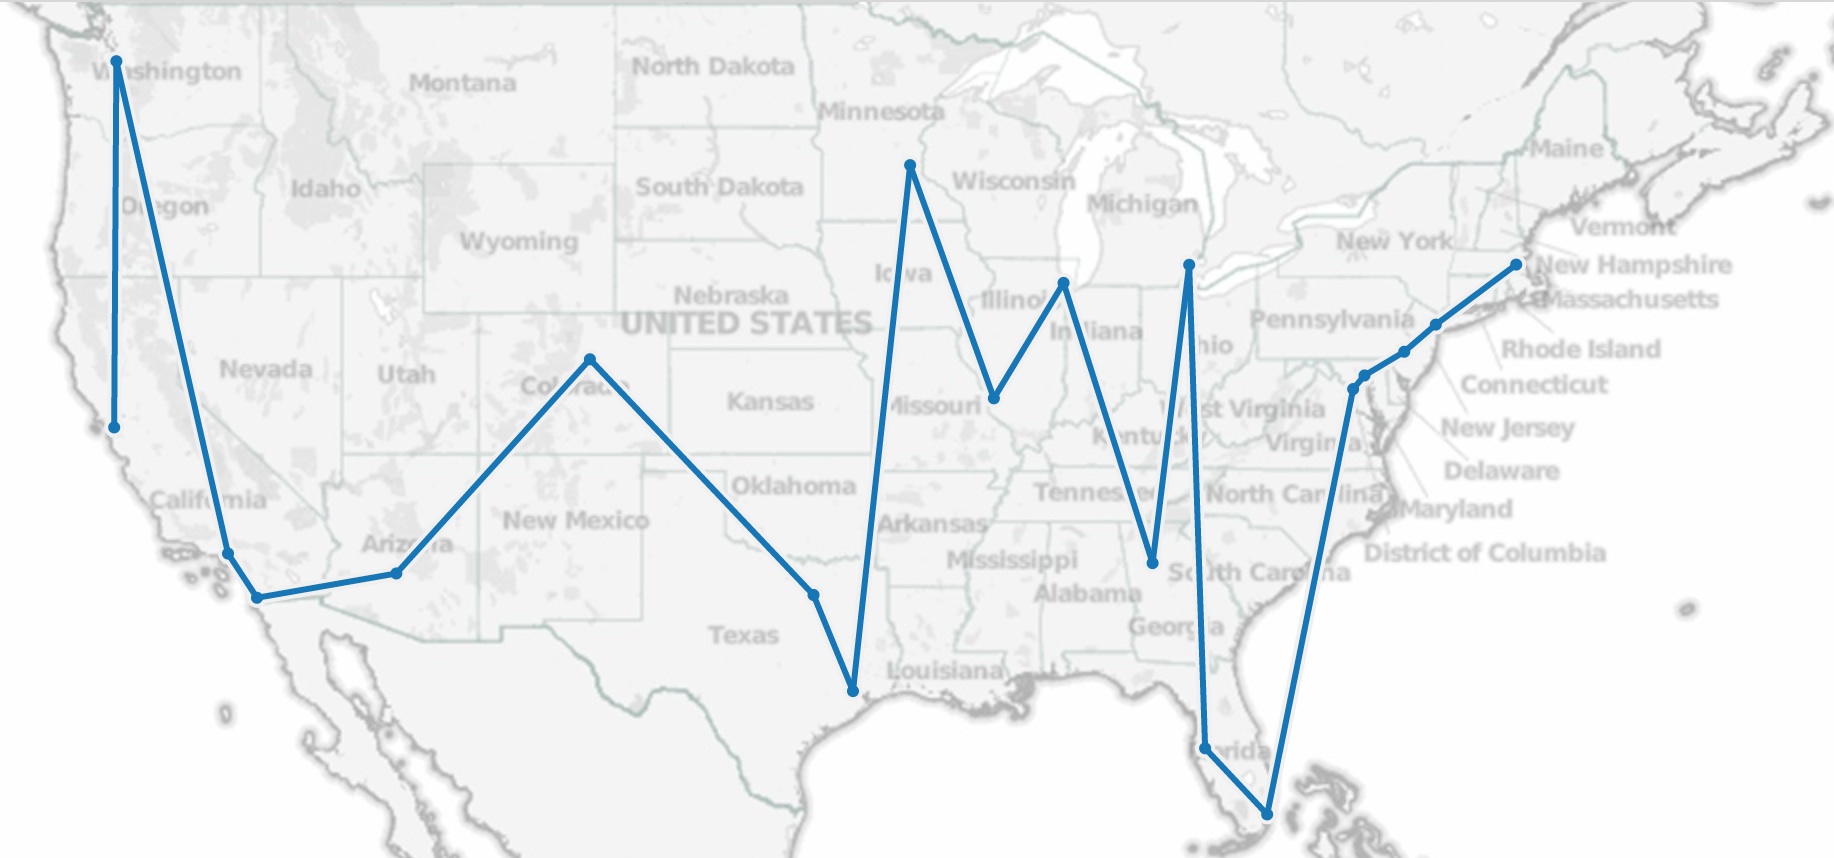 Washington
Montana
North Dakota
Minnesota
Maine
Idaho
South Dakota
Wisconsin
Michigan
Oregon
Vermont
Wyoming
New York
New Hampshire
Iowa
Nebraska
Illinois
Massachusetts
UNITED STATES
Pennsylvania
Indiana
Ohio
Rhode Island
Nevada
Utah
Colorado
Connecticut
Kansas
Missouri
West Virginia
New Jersey
Kentucky
Virginia
Delaware
California
Oklahoma
Tennessee
North Carolina
Maryland
New Mexico
Arkansas
Arizona
District of Columbia
Mississippi
South Carolina
Alabama
Georgia
Texas
Louisiana
Florida